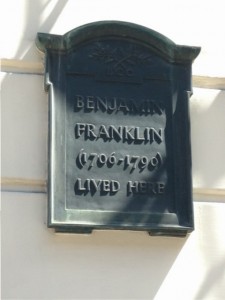 BENJAMIN
FRANKLIN
(1706-1790)
LIVED HERE